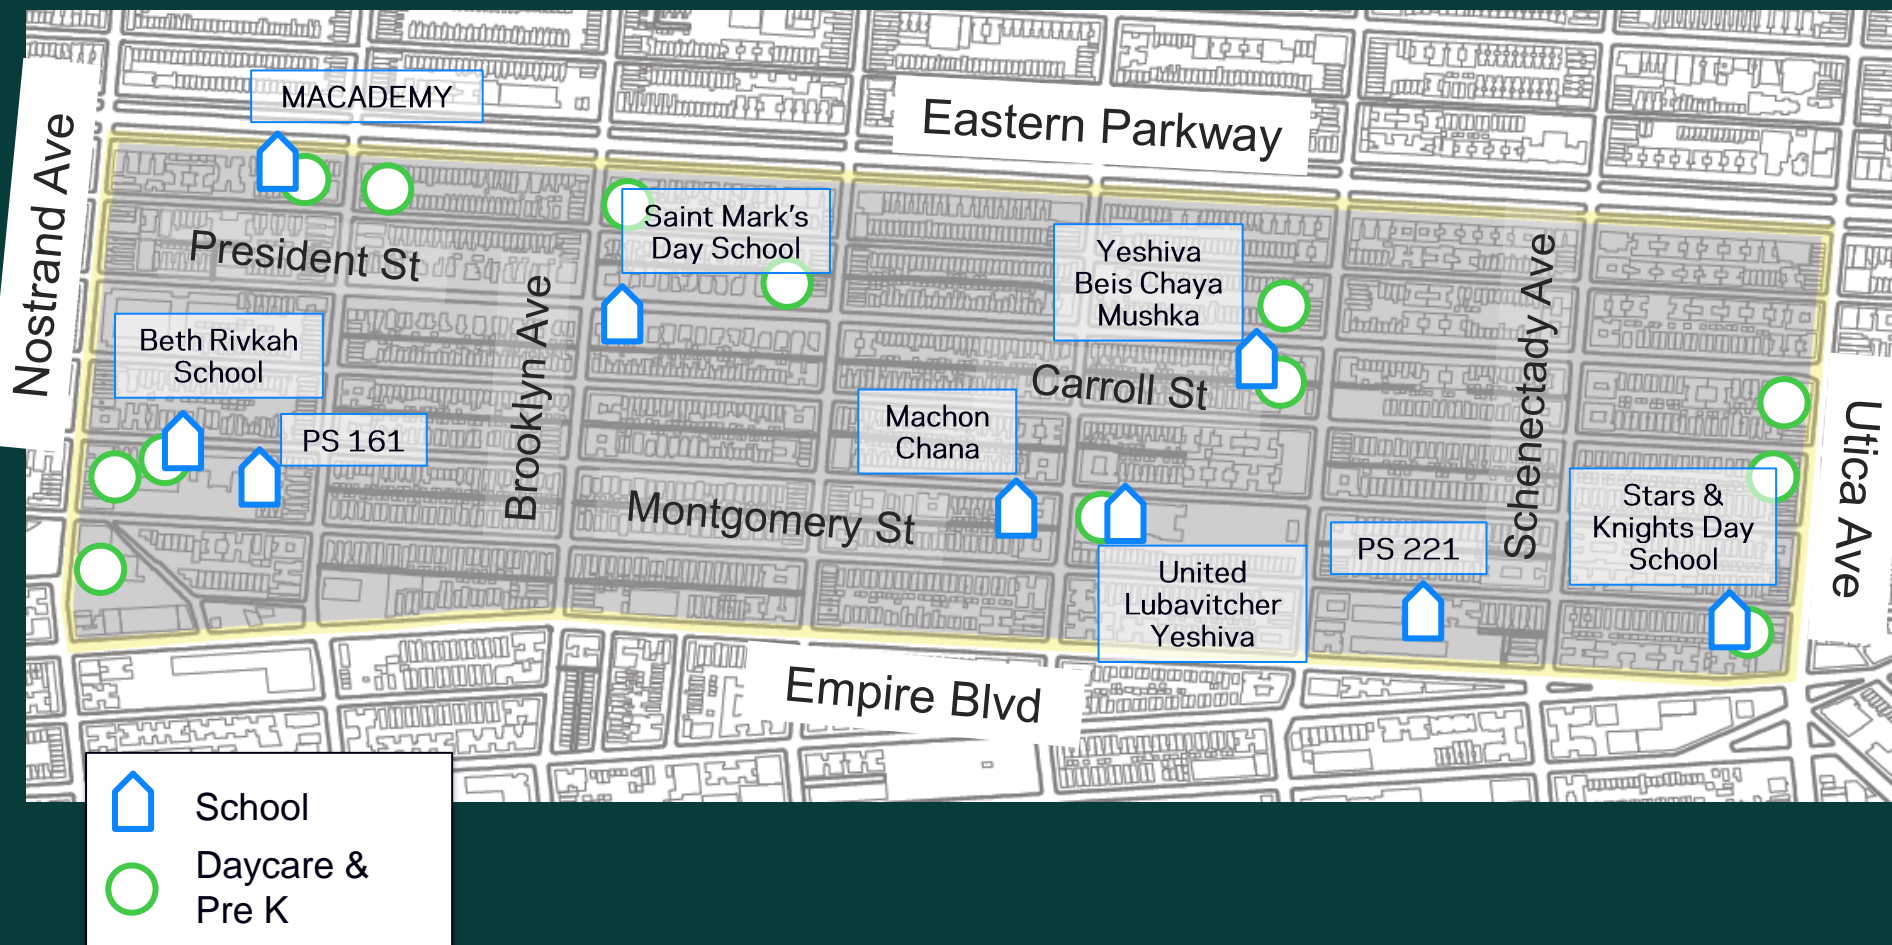 MACADEMY
Eastern Parkway
Nostrand Ave
Saint Mark's
Day School
President St
Yeshiva
Beis Chaya
Mushka
Brooklyn Ave
Schenectady Ave
Beth Rivkah
School
Carroll St
Machon
Chana
PS 161
Utica Ave
Montgomery St
Stars &
Knights Day
School
PS 221
United
Lubavitcher
Yeshiva
Empire Blvd
School
Daycare &
Pre K